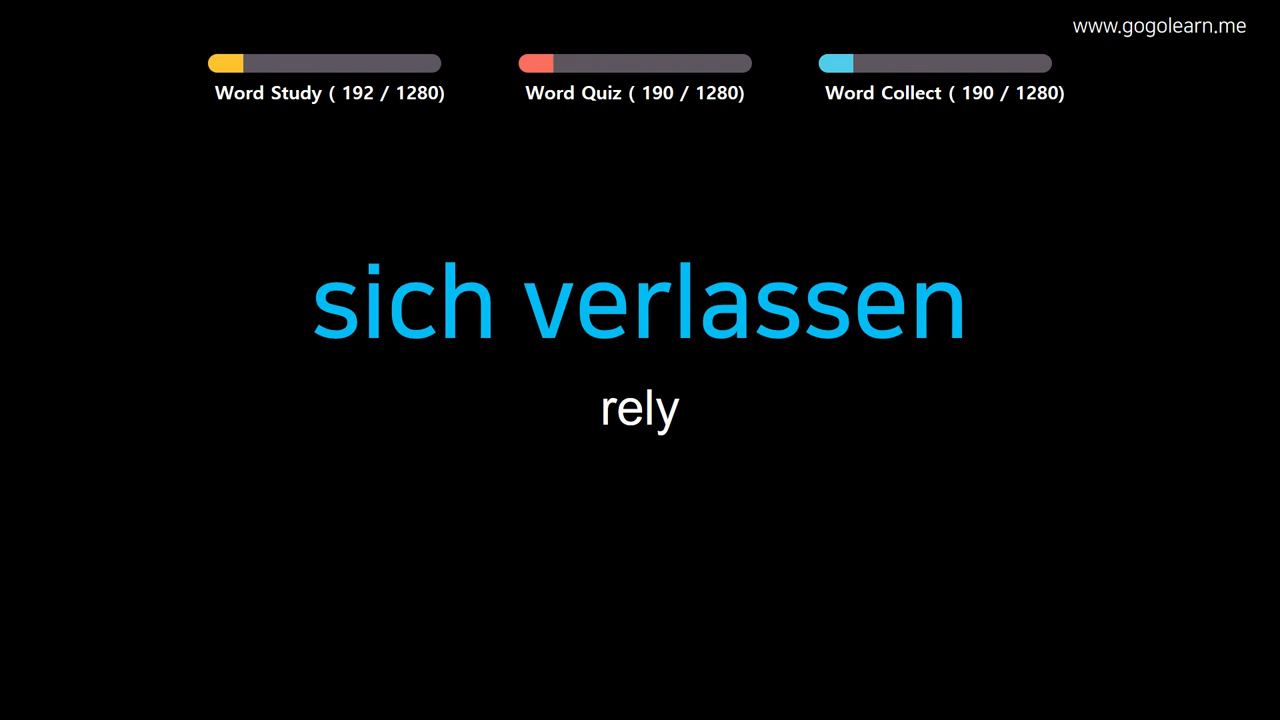 www.gogolearn.me
Word Study ( 192 / 1280)
Word Quiz ( 190 / 1280)
Word Collect ( 190 / 1280)
sich verlassen
rely